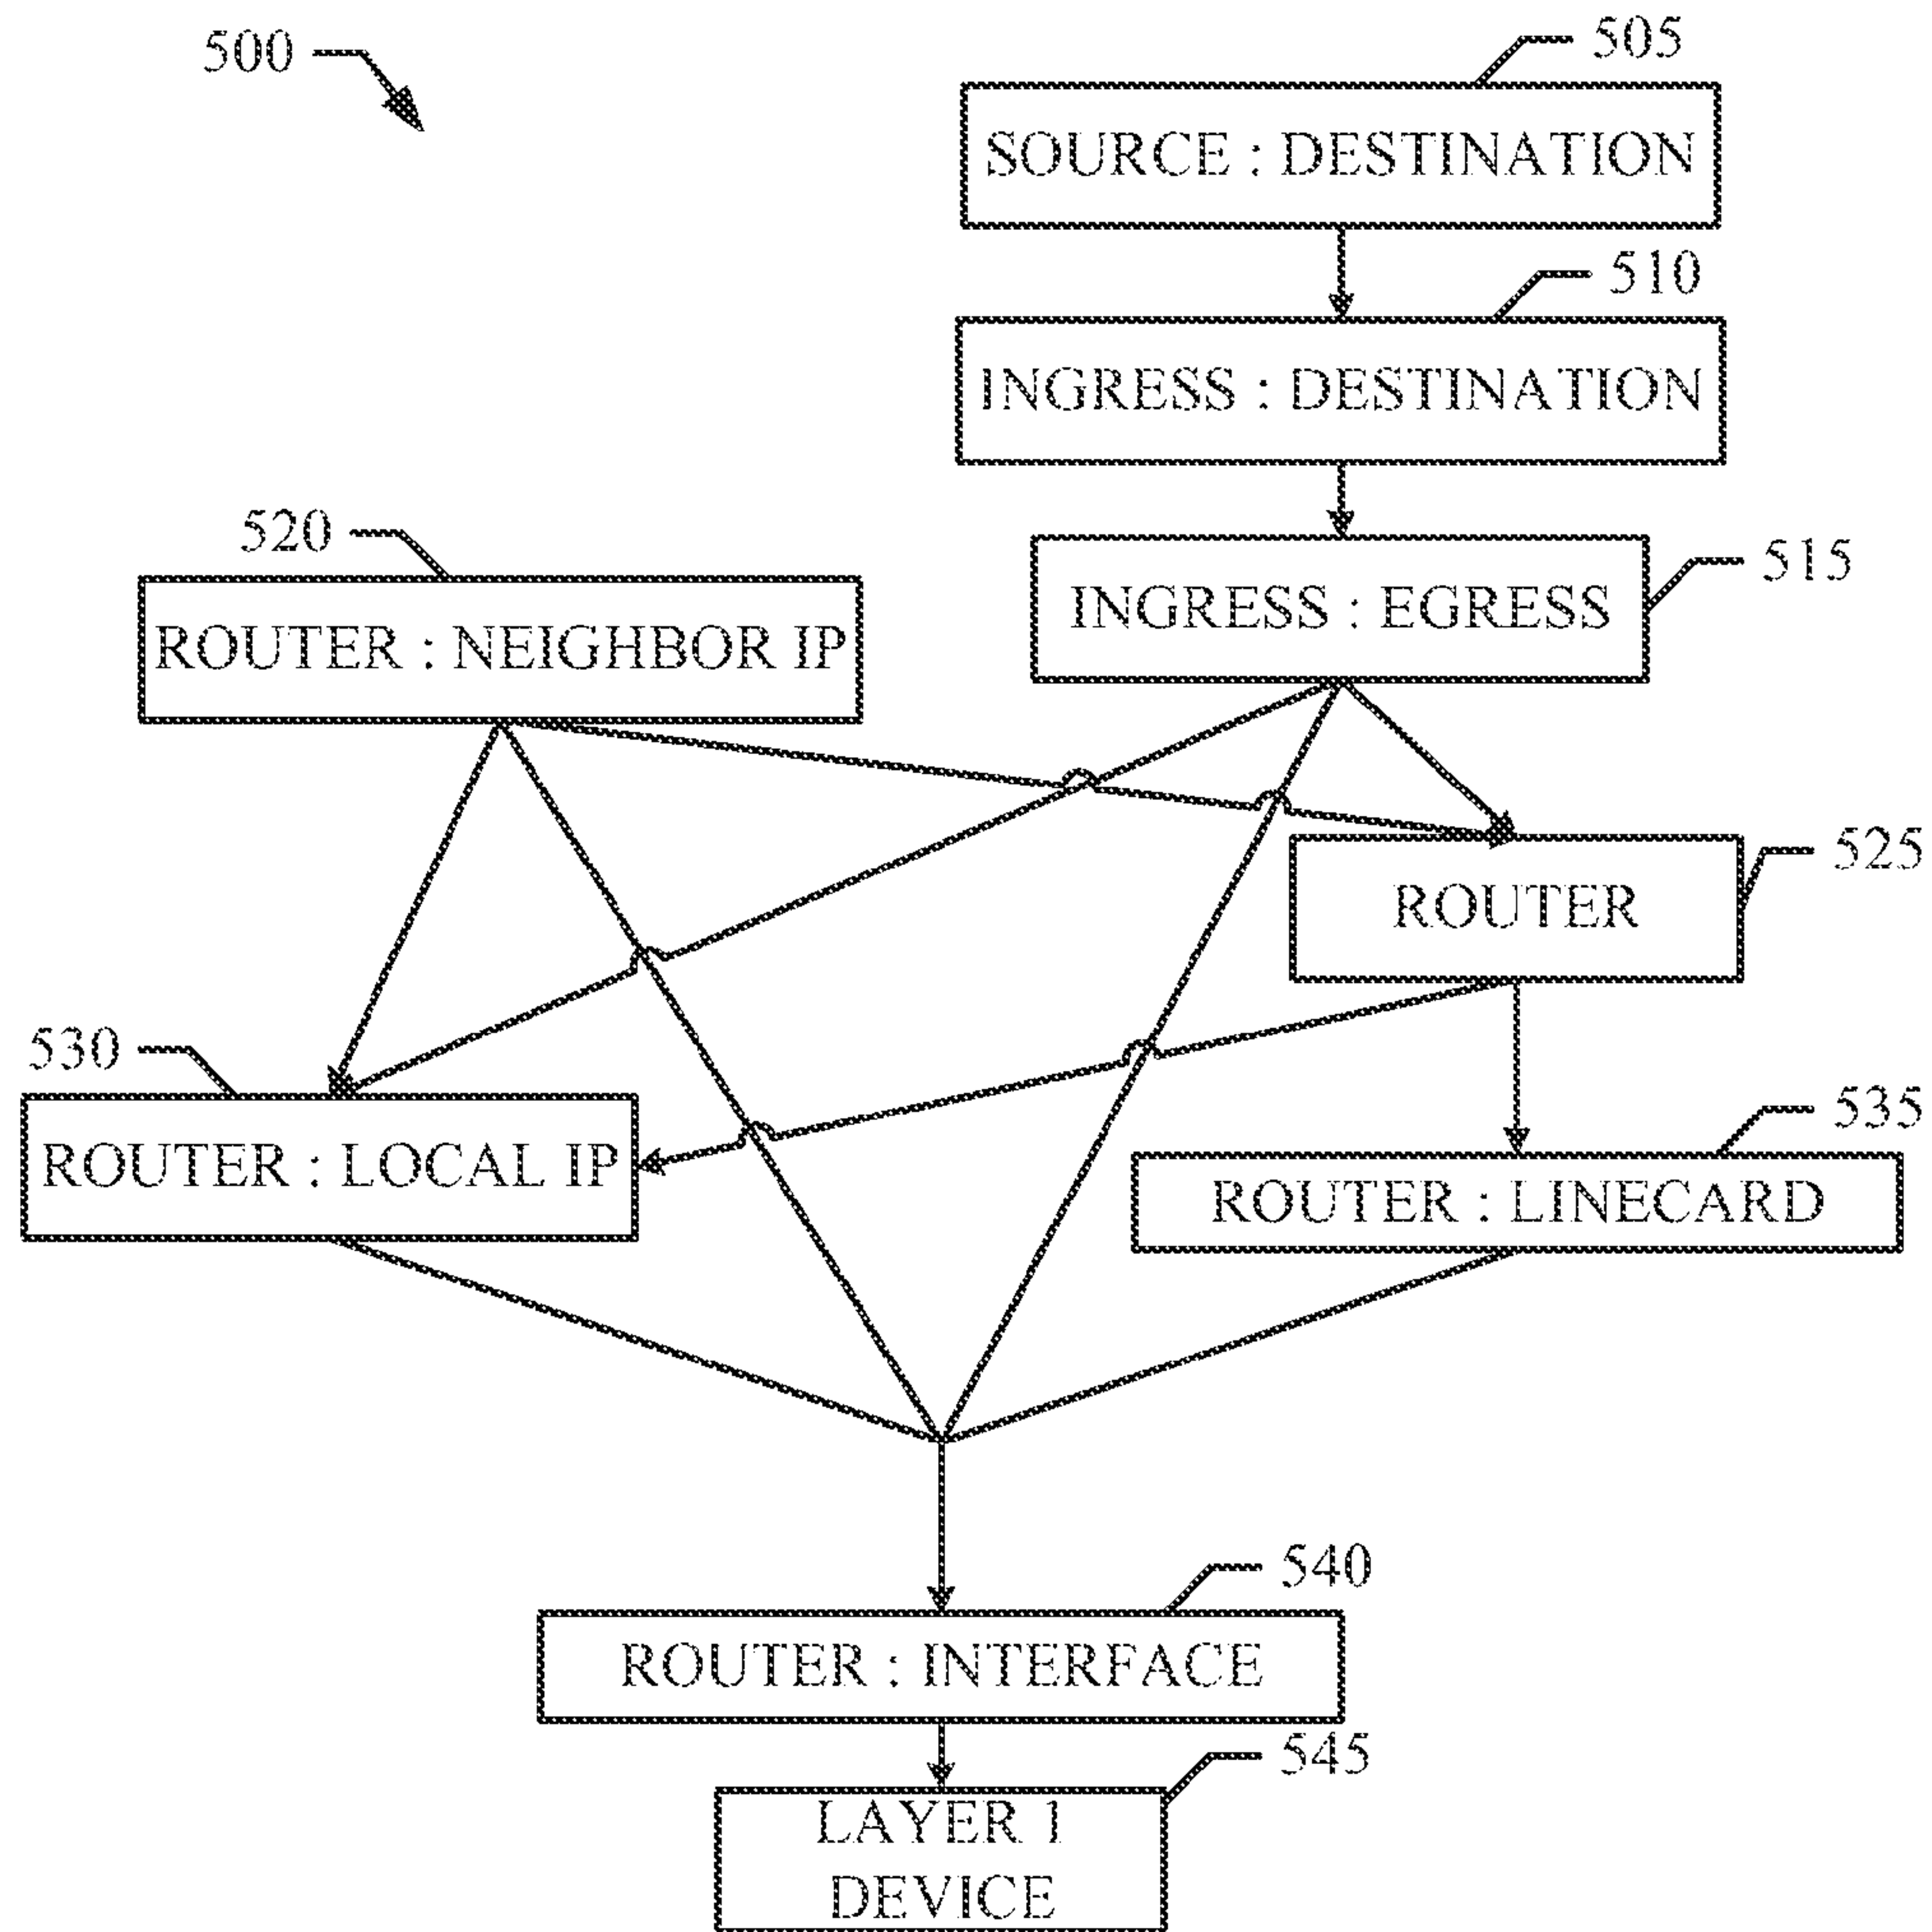 500
505
SOURCE : DESTINATION
510
INGRESS : DESTINATION
520
515
ROUTER : NEIGHBOR IP
INGRESS : EGRESS
525
ROUTER
530
535
ROUTER : LOCAL IP
ROUTER : LINECARD
540
ROUTER : INTERFACE
545
LAYER 1
DEVICE